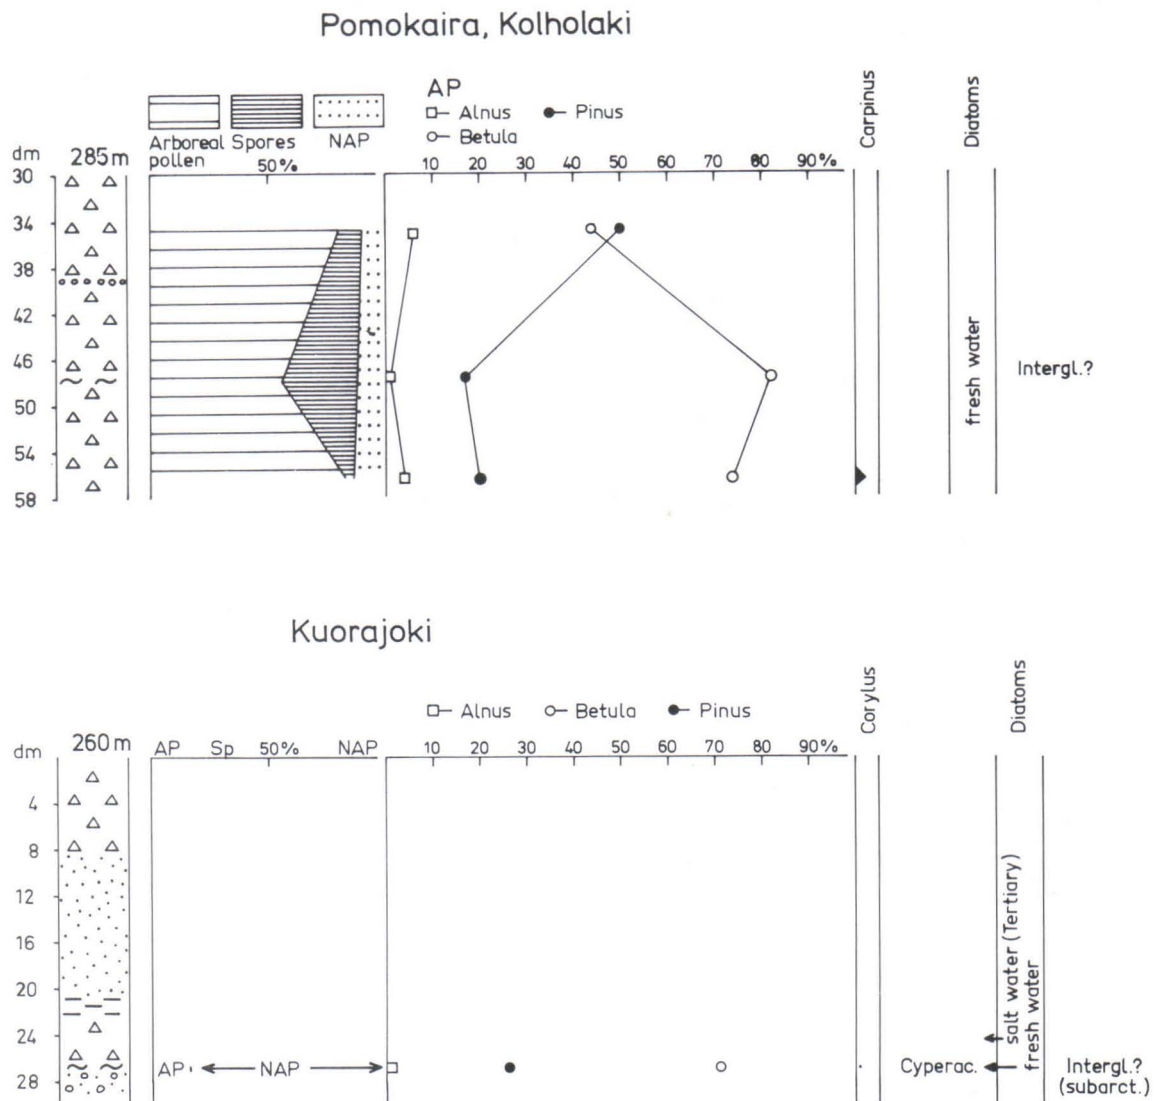 Pomokaira, Kolholaki
AP
Alnus Pinus
Betula
Arboreal pollen
Spores
NAP
Carpinus
Diatoms
dm 285m 50% 10 20 30 40 50 60 70 80 90%
30
34
38
42
46
50
54
58
fresh water
Intergl.?
Kuorajoki
Alnus Betula Pinus
Corylus
Diatoms
dm 260m AP Sp 50% NAP 10 20 30 40 50 60 70 80 90%
4
8
12
16
20
24
28
AP NAP
Cyperac.
salt water (Tertiary)
fresh water
Intergl.?
(subarct.)